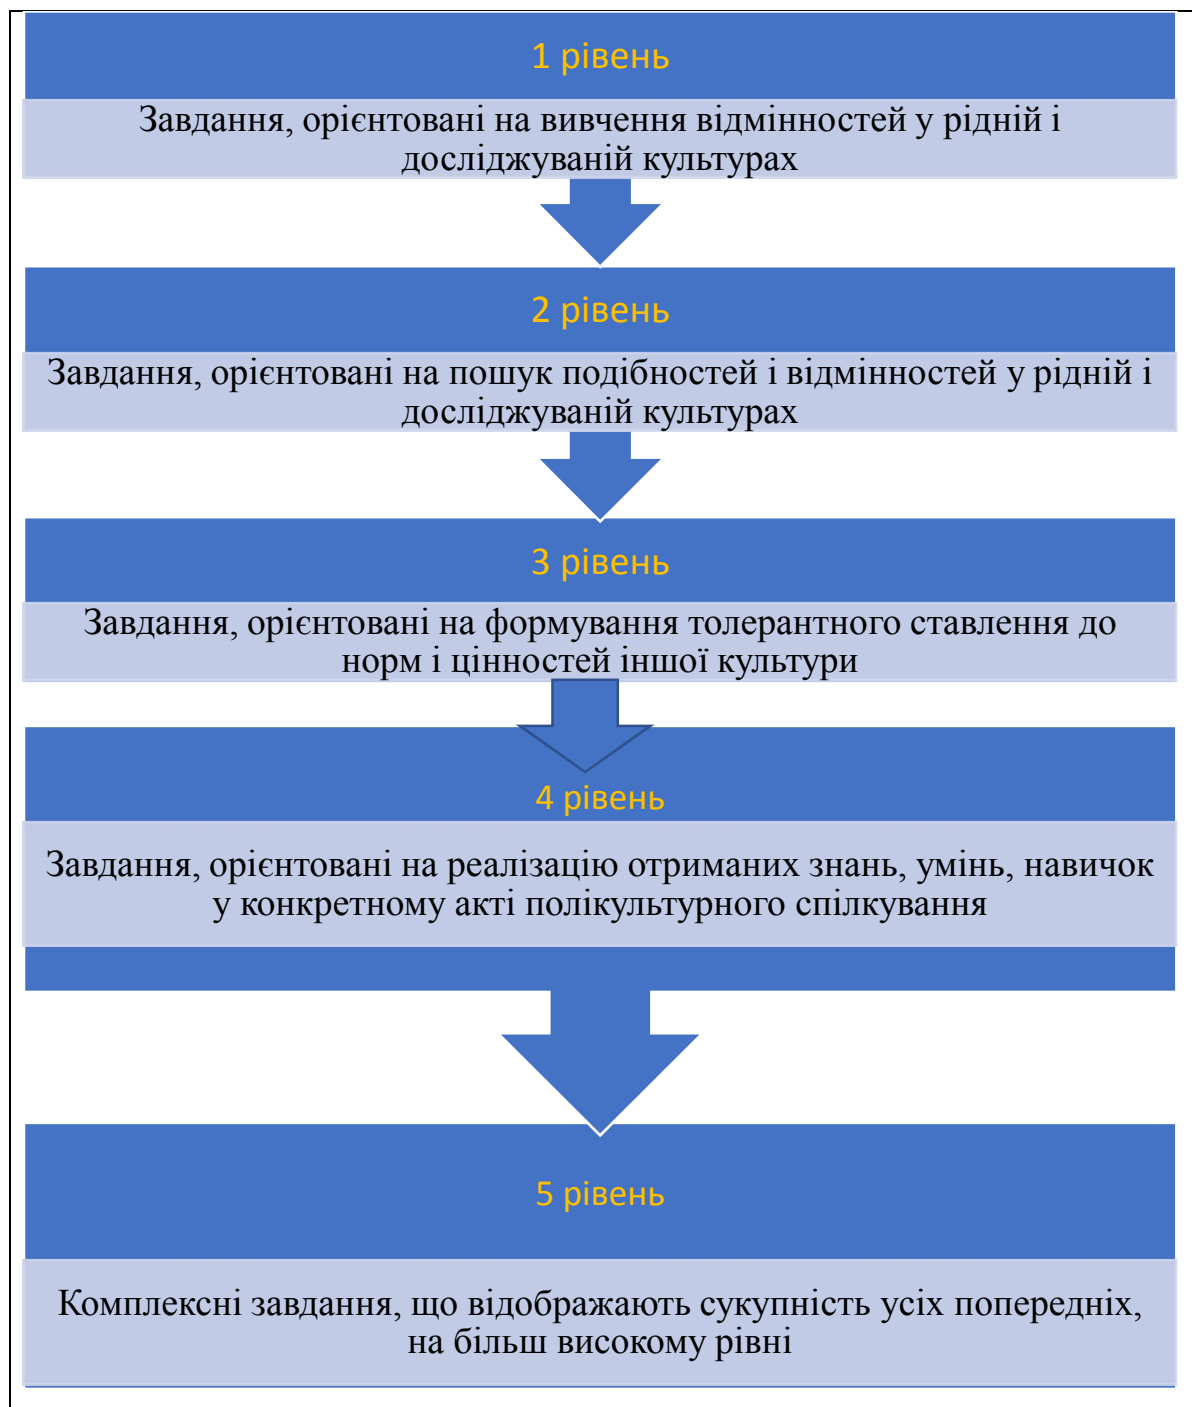 1 рівень
Завдання, орієнтовані на вивчення відмінностей у рідній і
досліджуваній культурах
2 рівень
Завдання, орієнтовані на пошук подібностей і відмінностей у рідній і
досліджуваній культурах
3 рівень
Завдання, орієнтовані на формування толерантного ставлення до
норм і цінностей іншої культури
4 рівень
Завдання, орієнтовані на реалізацію отриманих знань, умінь, навичок
у конкретному акті полікультурного спілкування
5 рівень
Комплексні завдання, що відображають сукупність усіх попередніх,
на більш високому рівні